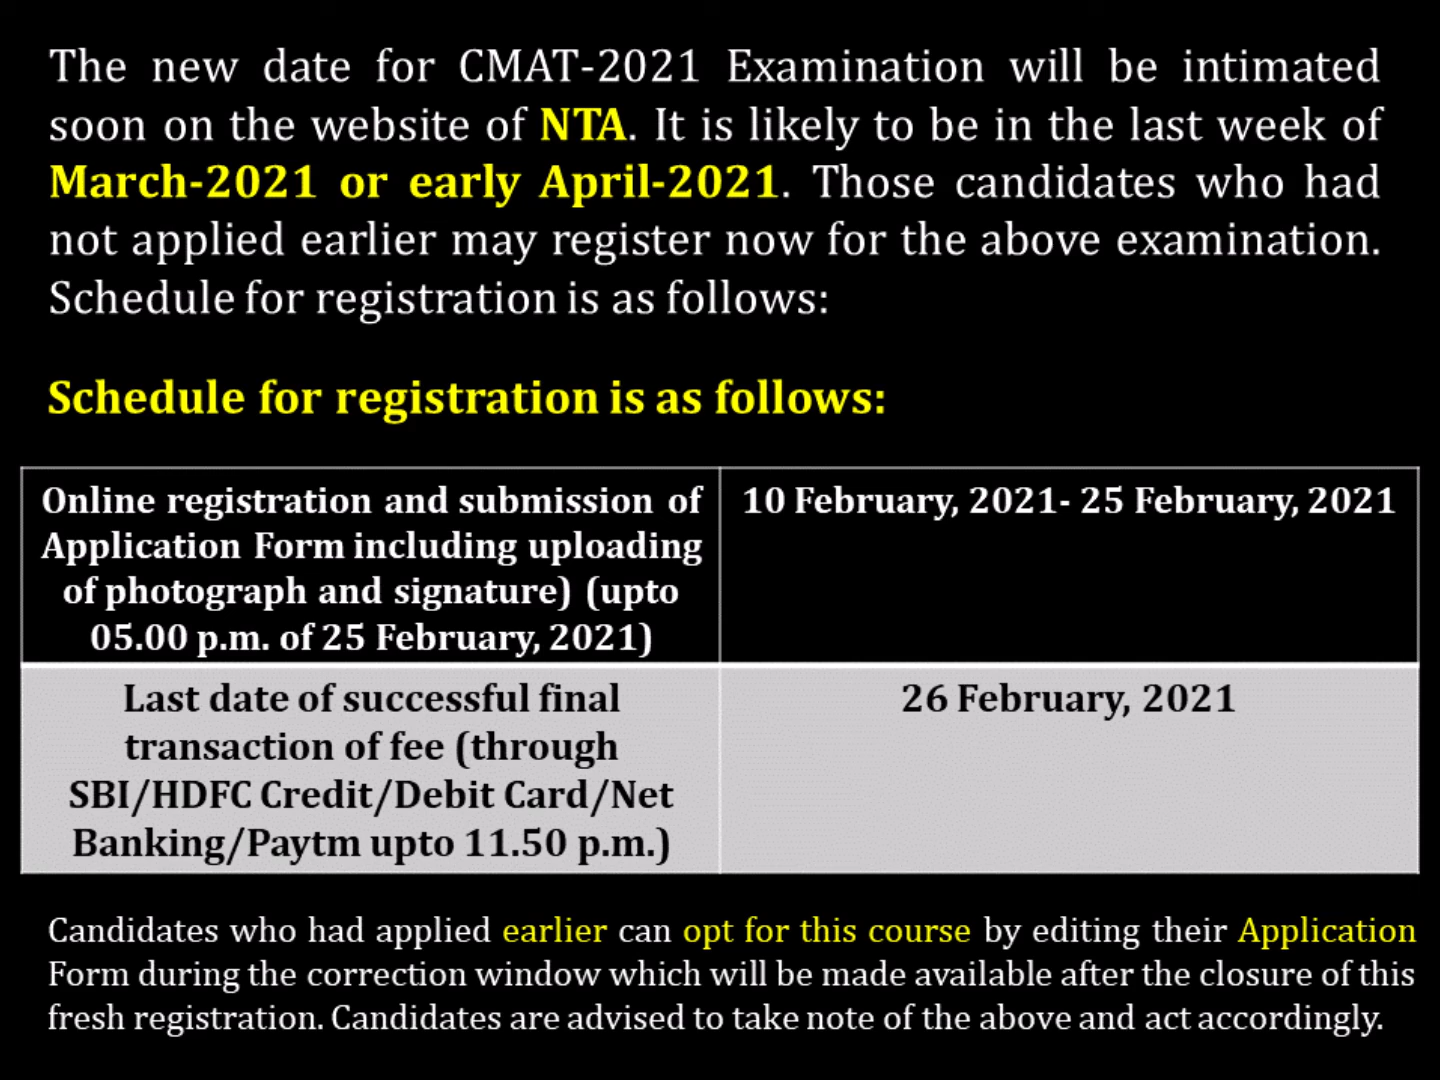 The new date for CMAT-2021 Examination will be intimated
soon on the website of NTA. It is likely to be in the last week of
March-2021 or early April-2021. Those candidates who had
not applied earlier may register now for the above examination.
Schedule for registration is as follows:
Schedule for registration is as follows:
Online registration and submission of
Application Form including uploading
of photograph and signature) (upto
05.00 p.m. of 25 February, 2021)
10 February, 2021- 25 February, 2021
Last date of successful final
transaction of fee (through
SBI/HDFC Credit/Debit Card/Net
Banking/Paytm upto 11.50 p.m.)
26 February, 2021
Candidates who had applied earlier can opt for this course by editing their Application
Form during the correction window which will be made available after the closure of this
fresh registration. Candidates are advised to take note of the above and act accordingly.